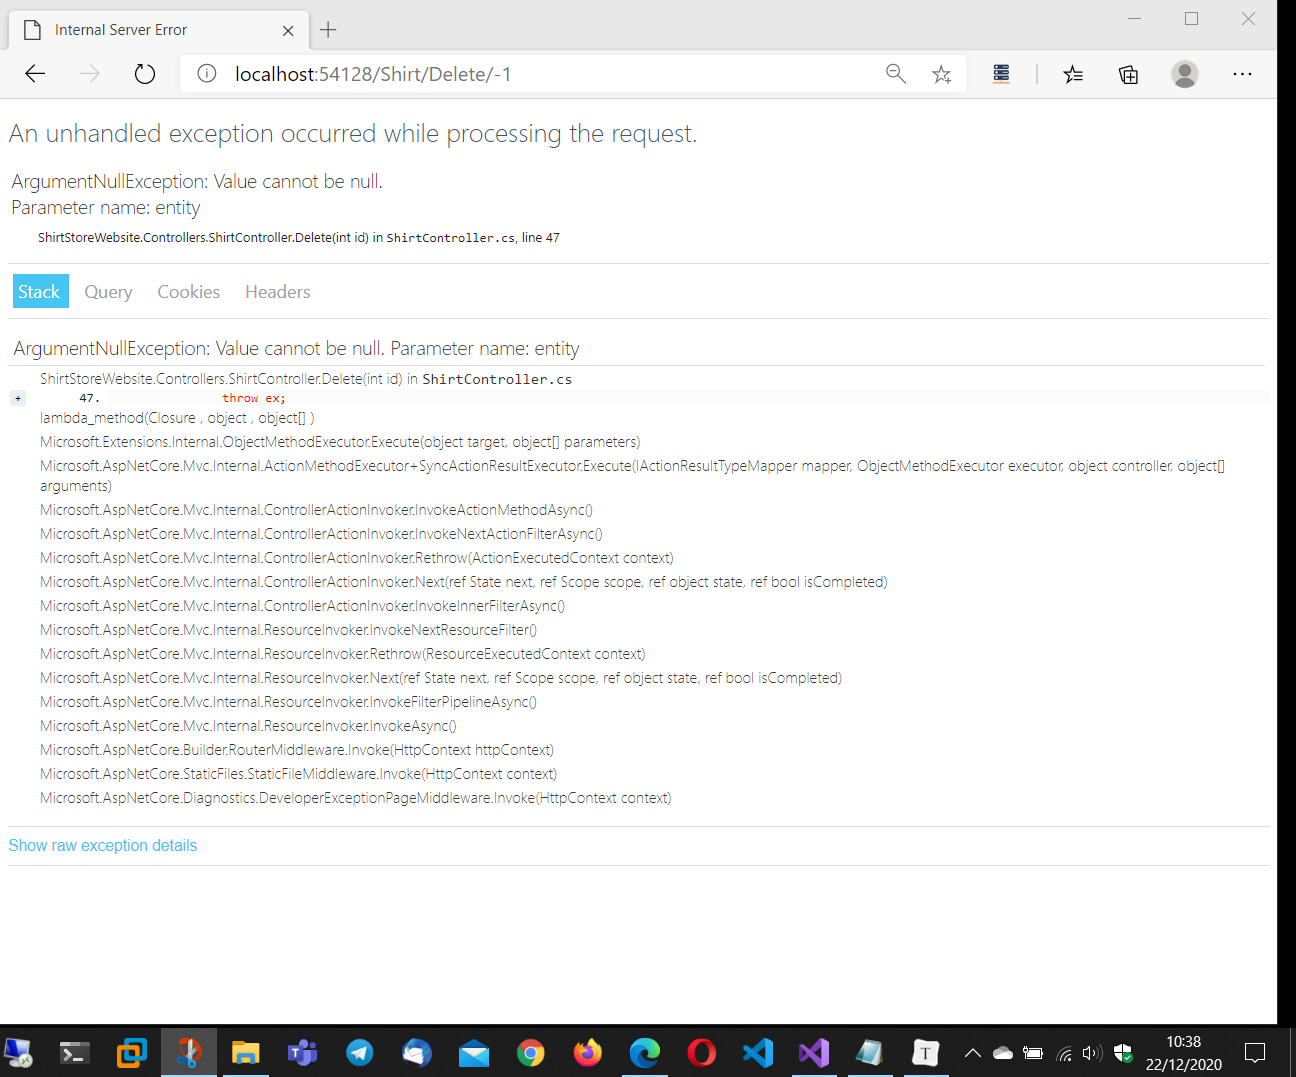 Internal Server Error
localhost:54128/Shirt/Delete/-1
An unhandled exception occurred while processing the request.
ArgumentNullException: Value cannot be null.
Parameter name: entity
ShirtStoreWebsite.Controllers.ShirtController.Delete(int id) in ShirtController.cs, line 47
Stack Query Cookies Headers
ArgumentNullException: Value cannot be null. Parameter name: entity
ShirtStoreWebsite.Controllers.ShirtController.Delete(int id) in ShirtController.cs
+ 47. throw ex;
lambda_method(Closure , object , object[] )
Microsoft.Extensions.Internal.ObjectMethodExecutor.Execute(object target, object[] parameters)
Microsoft.AspNetCore.Mvc.Internal.ActionMethodExecutor+SyncActionResultExecutor.Execute(IActionResultTypeMapper mapper, ObjectMethodExecutor executor, object controller, object[]
arguments)
Microsoft.AspNetCore.Mvc.Internal.ControllerActionInvoker.InvokeActionMethodAsync()
Microsoft.AspNetCore.Mvc.Internal.ControllerActionInvoker.InvokeNextActionFilterAsync()
Microsoft.AspNetCore.Mvc.Internal.ControllerActionInvoker.Rethrow(ActionExecutedContext context)
Microsoft.AspNetCore.Mvc.Internal.ControllerActionInvoker.Next(ref State next, ref Scope scope, ref object state, ref bool isCompleted)
Microsoft.AspNetCore.Mvc.Internal.ControllerActionInvoker.InvokeInnerFilterAsync()
Microsoft.AspNetCore.Mvc.Internal.ResourceInvoker.InvokeNextResourceFilter()
Microsoft.AspNetCore.Mvc.Internal.ResourceInvoker.Rethrow(ResourceExecutedContext context)
Microsoft.AspNetCore.Mvc.Internal.ResourceInvoker.Next(ref State next, ref Scope scope, ref object state, ref bool isCompleted)
Microsoft.AspNetCore.Mvc.Internal.ResourceInvoker.InvokeFilterPipelineAsync()
Microsoft.AspNetCore.Mvc.Internal.ResourceInvoker.InvokeAsync()
Microsoft.AspNetCore.Builder.RouterMiddleware.Invoke(HttpContext httpContext)
Microsoft.AspNetCore.StaticFiles.StaticFileMiddleware.Invoke(HttpContext context)
Microsoft.AspNetCore.Diagnostics.DeveloperExceptionPageMiddleware.Invoke(HttpContext context)
Show raw exception details
T
10:38
22/12/2020